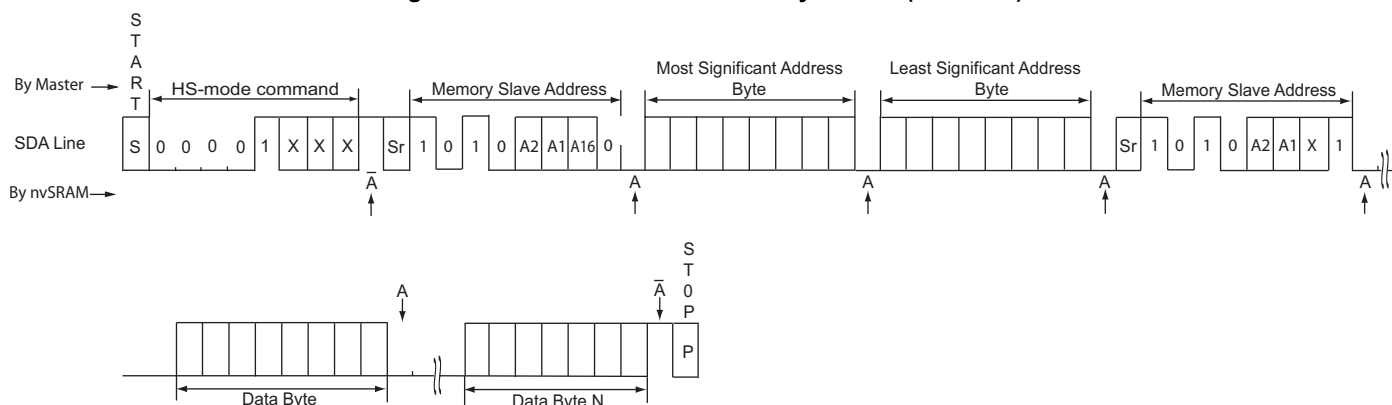 START
By Master
HS-mode command
Memory Slave Address
Most Significant Address
Byte
Least Significant Address
Byte
Memory Slave Address
SDA Line
S 0 0 0 0 1 X X X Sr 1 0 1 0 A2 A1 A16 0 Sr 1 0 1 0 A2 A1 X 1
By nvSRAM
A̅ A A A A
A A̅
ST0P
P
Data Byte
Data Byte N